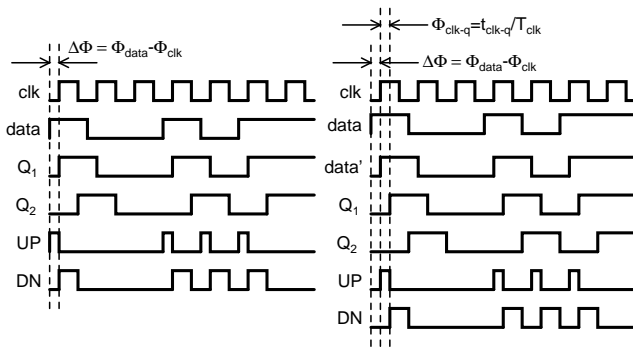 ΔΦ = Φdata-Φclk
clk
data
Q1
Q2
UP
DN
Φclk-q=tclk-q/Tclk
ΔΦ = Φdata-Φclk
clk
data
data'
Q1
Q2
UP
DN